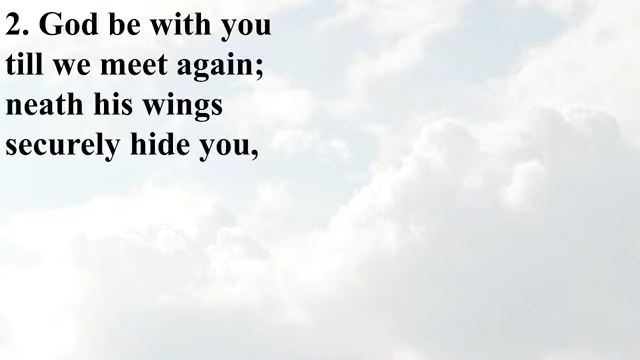 2. God be with you
till we meet again;
neath his wings
securely hide you,